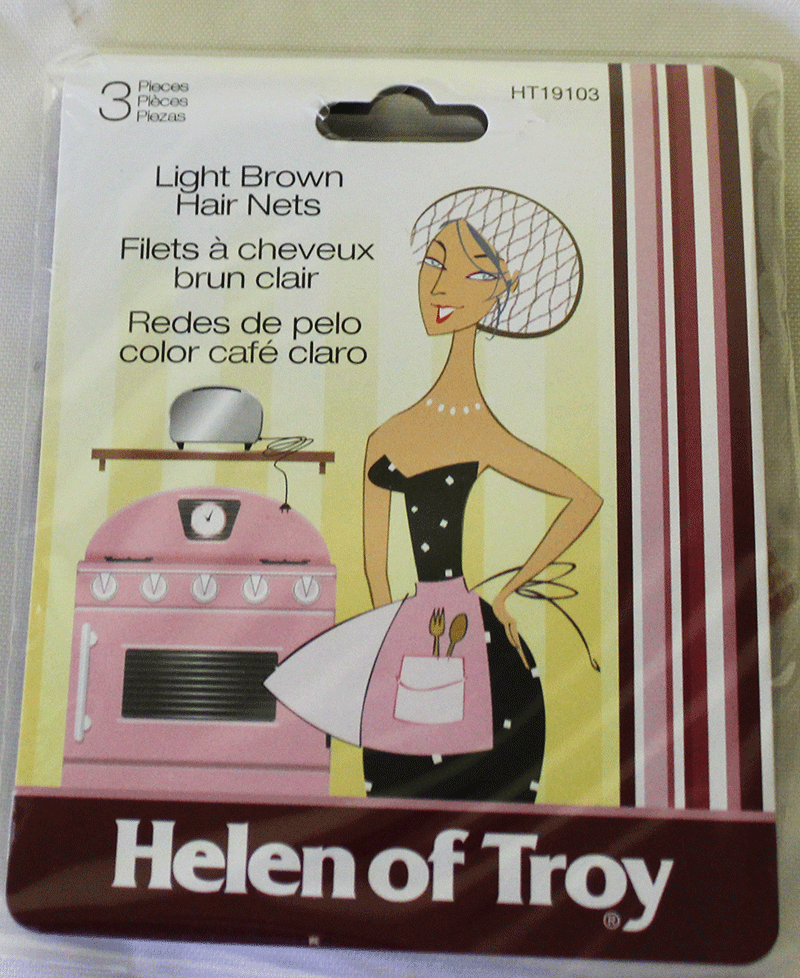 3 Pieces
Pièces
Piezas
HT19103
Light Brown
Hair Nets
Filets à cheveux
brun clair
Redes de pelo
color café claro
Helen of Troy®